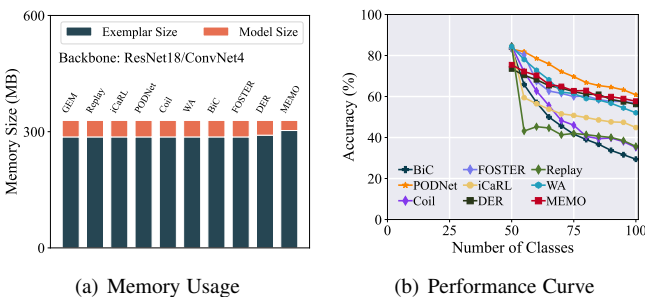 600
300
0
Memory Size (MB)
Exemplar Size
Model Size
Backbone: ResNet18/ConvNet4
GEM
Replay
iCaRL
PODNet
Coil
WA
BiC
FOSTER
DER
MEMO
(a) Memory Usage
100
80
60
40
20
0
Accuracy (%)
BiC
FOSTER
Replay
PODNet
iCaRL
WA
Coil
DER
MEMO
0
25
50
75
100
Number of Classes
(b) Performance Curve